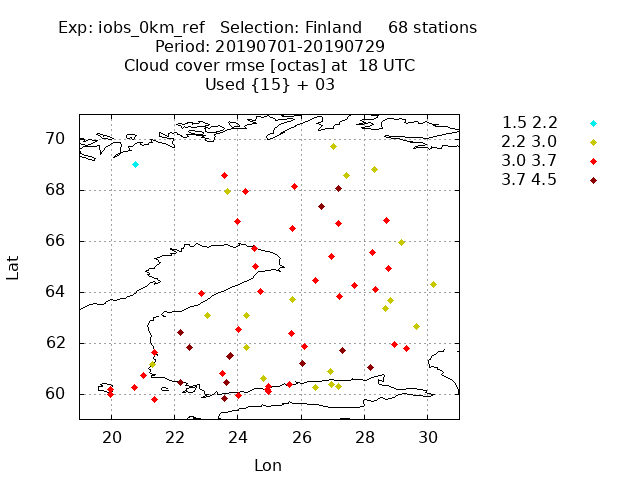 Exp: iobs_0km_ref   Selection: Finland     68 stations
Period: 20190701-20190729
Cloud cover rmse [octas] at  18 UTC
Used {15} + 03
1.5 2.2
2.2 3.0
3.0 3.7
3.7 4.5
70
68
66
64
62
60
Lat
20 22 24 26 28 30
Lon